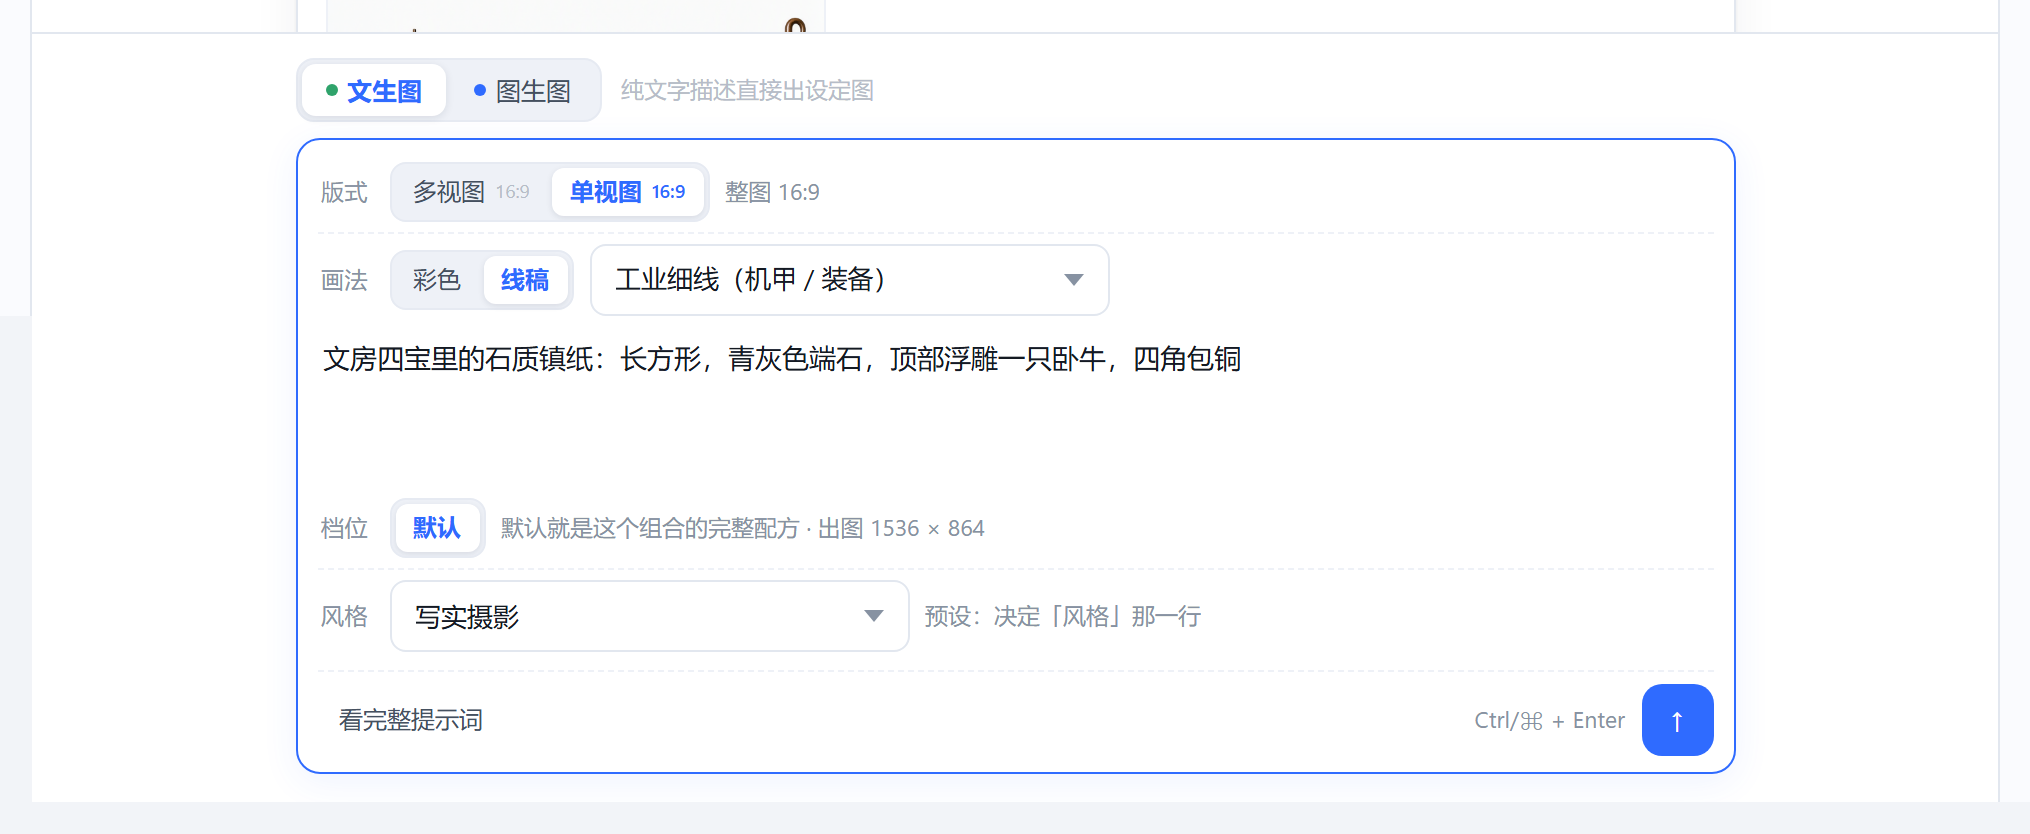 文生图 图生图 纯文字描述直接出设定图
版式 多视图 16:9 单视图 16:9 整图 16:9
画法 彩色 线稿 工业细线（机甲 / 装备）
文房四宝里的石质镇纸：长方形，青灰色端石，顶部浮雕一只卧牛，四角包铜
档位 默认 默认就是这个组合的完整配方 · 出图 1536 × 864
风格 写实摄影 预设：决定「风格」那一行
看完整提示词 Ctrl/⌘ + Enter ↑